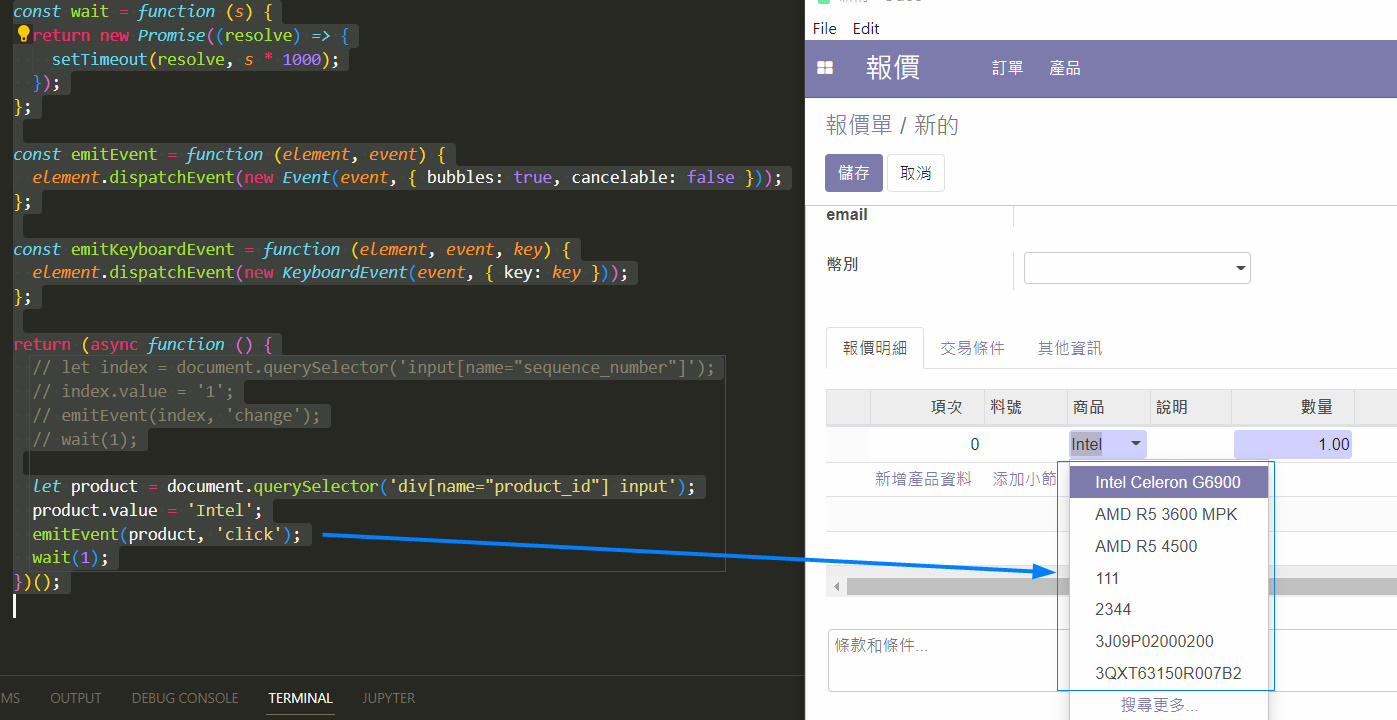 const wait = function (s) {
return new Promise((resolve) => {
setTimeout(resolve, s * 1000);
});
};
const emitEvent = function (element, event) {
element.dispatchEvent(new Event(event, { bubbles: true, cancelable: false }));
};
const emitKeyboardEvent = function (element, event, key) {
element.dispatchEvent(new KeyboardEvent(event, { key: key }));
};
return (async function () {
// let index = document.querySelector('input[name="sequence_number"]');
// index.value = '1';
// emitEvent(index, 'change');
// wait(1);
let product = document.querySelector('div[name="product_id"] input');
product.value = 'Intel';
emitEvent(product, 'click');
wait(1);
})();
MS OUTPUT DEBUG CONSOLE TERMINAL JUPYTER
File Edit
報價 訂單 產品
報價單 / 新的
儲存 取消
email
幣別
報價明細 交易條件 其他資訊
項次 料號 商品 說明 數量
0 Intel 1.00
新增產品資料 添加小節
Intel Celeron G6900
AMD R5 3600 MPK
AMD R5 4500
111
2344
3J09P02000200
3QXT63150R007B2
搜尋更多...
條款和條件...